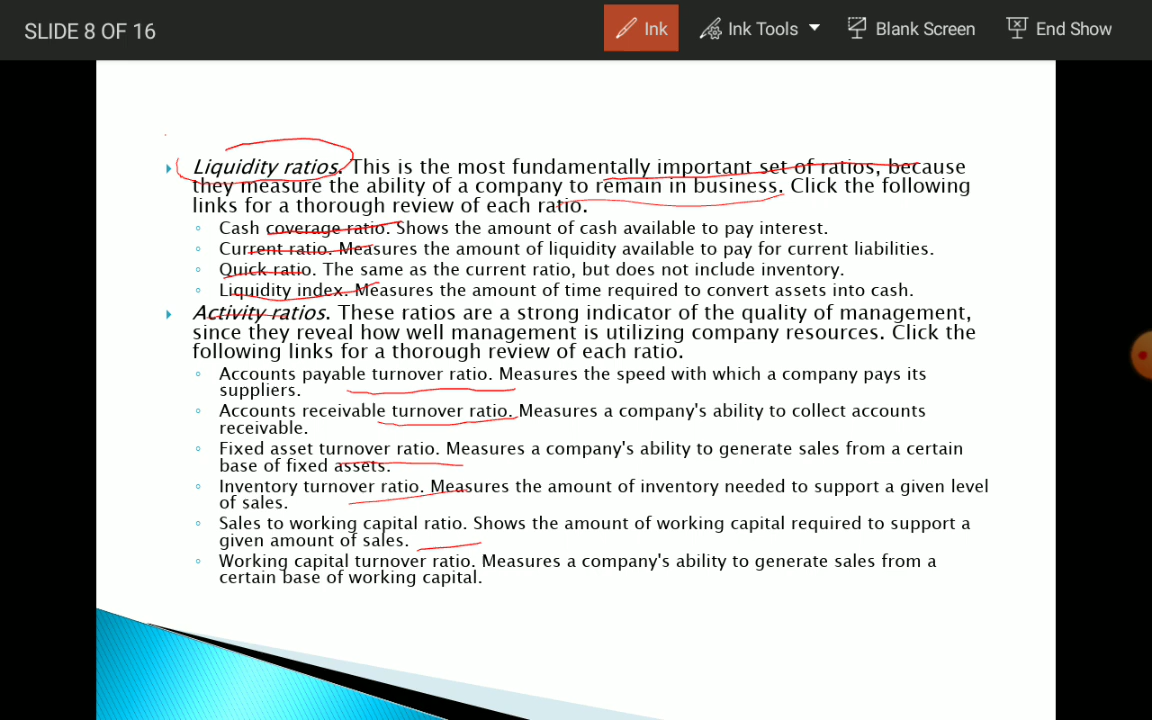 SLIDE 8 OF 16
Ink
Ink Tools
Blank Screen
End Show
Liquidity ratios. This is the most fundamentally important set of ratios, because
they measure the ability of a company to remain in business. Click the following
links for a thorough review of each ratio.
Cash coverage ratio. Shows the amount of cash available to pay interest.
Current ratio. Measures the amount of liquidity available to pay for current liabilities.
Quick ratio. The same as the current ratio, but does not include inventory.
Liquidity index. Measures the amount of time required to convert assets into cash.
Activity ratios. These ratios are a strong indicator of the quality of management,
since they reveal how well management is utilizing company resources. Click the
following links for a thorough review of each ratio.
Accounts payable turnover ratio. Measures the speed with which a company pays its
suppliers.
Accounts receivable turnover ratio. Measures a company's ability to collect accounts
receivable.
Fixed asset turnover ratio. Measures a company's ability to generate sales from a certain
base of fixed assets.
Inventory turnover ratio. Measures the amount of inventory needed to support a given level
of sales.
Sales to working capital ratio. Shows the amount of working capital required to support a
given amount of sales.
Working capital turnover ratio. Measures a company's ability to generate sales from a
certain base of working capital.